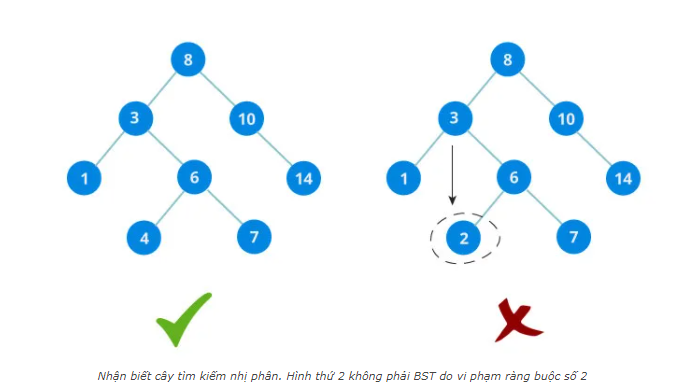 8 8
3 10 3 10
1 6 14 1 6 14
4 7 2 7
Nhận biết cây tìm kiếm nhị phân. Hình thứ 2 không phải BST do vi phạm ràng buộc số 2